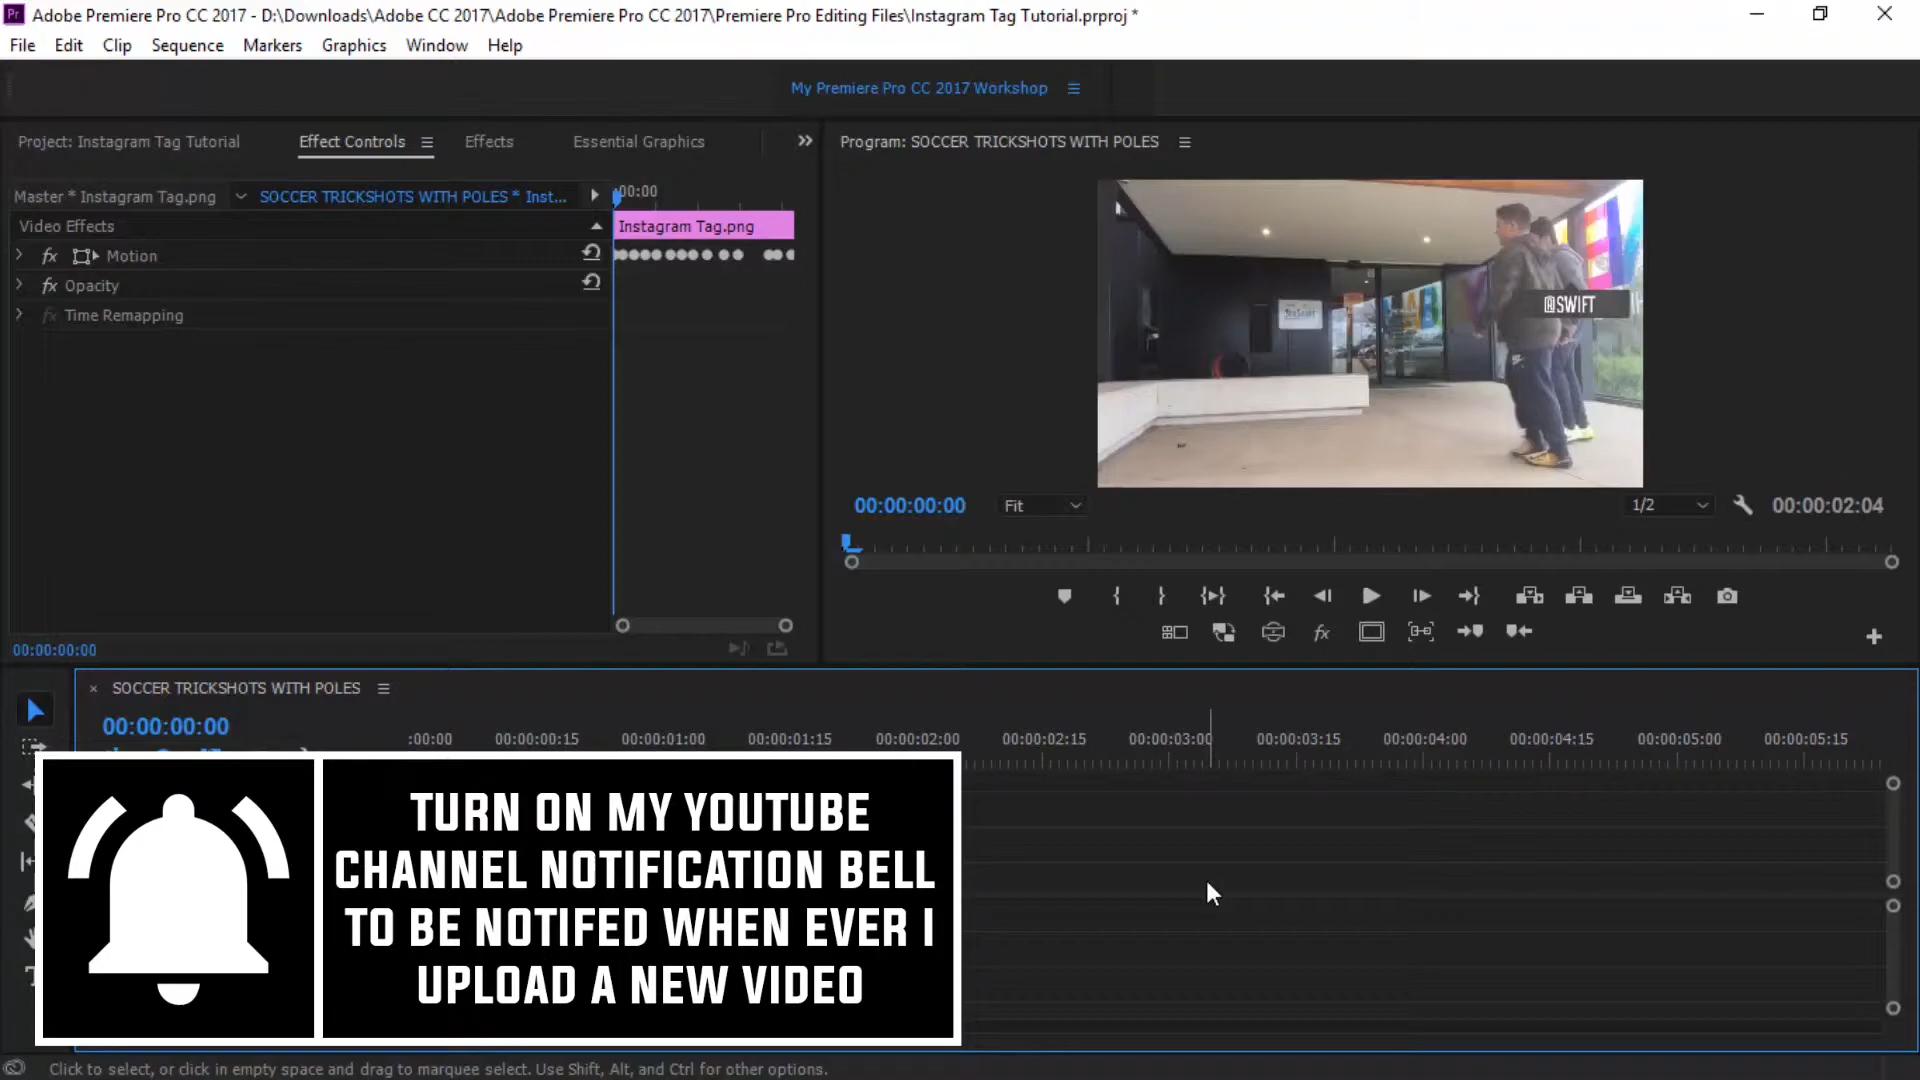 Pr Adobe Premiere Pro CC 2017 - D:\Downloads\Adobe CC 2017\Adobe Premiere Pro CC 2017\Premiere Pro Editing Files\Instagram Tag Tutorial.prproj *
File Edit Clip Sequence Markers Graphics Window Help
My Premiere Pro CC 2017 Workshop
Project: Instagram Tag Tutorial Effect Controls Effects Essential Graphics
Program: SOCCER TRICKSHOTS WITH POLES
Master * Instagram Tag.png SOCCER TRICKSHOTS WITH POLES * Inst... :00:00
Video Effects Instagram Tag.png
fx Motion
fx Opacity
fx Time Remapping
@SWIFT
00:00:00:00 Fit 1/2 00:00:02:04
fx
00:00:00:00
SOCCER TRICKSHOTS WITH POLES
00:00:00:00
:00:00 00:00:00:15 00:00:01:00 00:00:01:15 00:00:02:00 00:00:02:15 00:00:03:00 00:00:03:15 00:00:04:00 00:00:04:15 00:00:05:00 00:00:05:15
TURN ON MY YOUTUBE
CHANNEL NOTIFICATION BELL
TO BE NOTIFED WHEN EVER I
UPLOAD A NEW VIDEO
Click to select, or click in empty space and drag to marquee select. Use Shift, Alt, and Ctrl for other options.